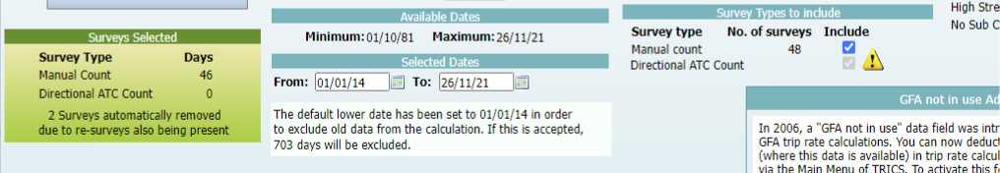 Surveys Selected
Survey Type Days
Manual Count 46
Directional ATC Count 0
2 Surveys automatically removed
due to re-surveys also being present
Available Dates
Minimum: 01/10/81 Maximum: 26/11/21
Selected Dates
From: 01/01/14 To: 26/11/21
The default lower date has been set to 01/01/14 in order
to exclude old data from the calculation. If this is accepted,
703 days will be excluded.
Survey Types to include
Survey type No. of surveys Include
Manual count 48
Directional ATC Count
High Stre
No Sub C
GFA not in use Ad
In 2006, a "GFA not in use" data field was intr
GFA trip rate calculations. You can now deduct
(where this data is available) in trip rate calcul
via the Main Menu of TRICS. To activate this f